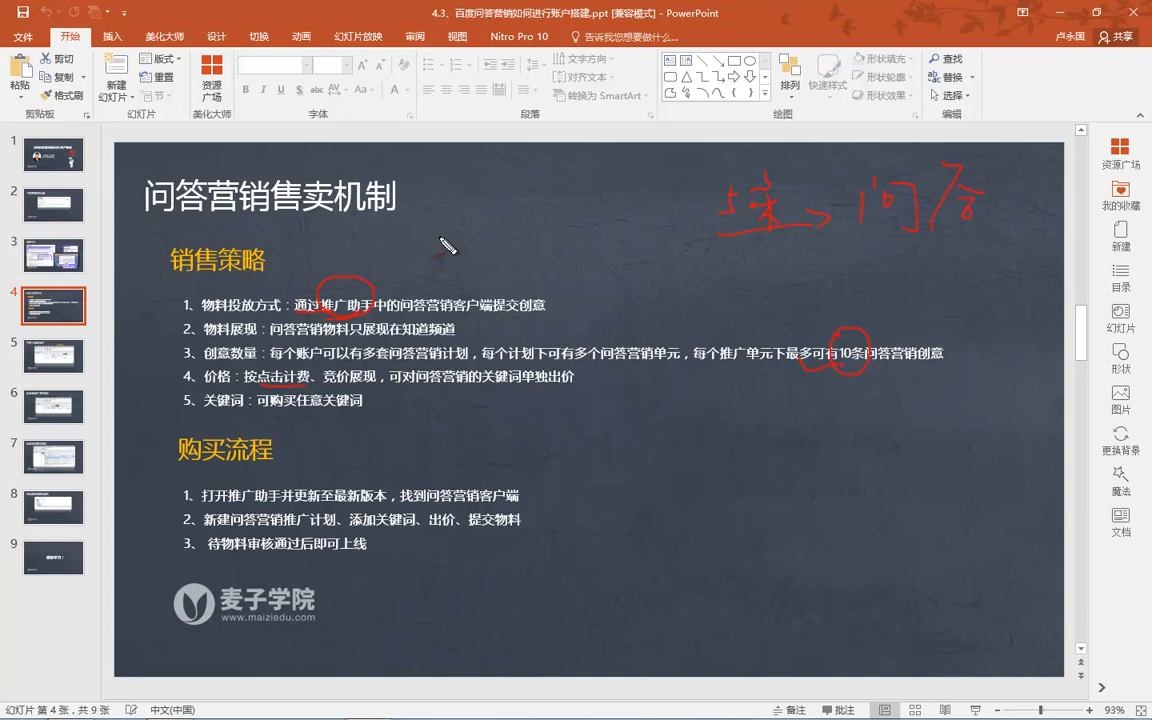 4.3、百度问答营销如何进行账户搭建.ppt [兼容模式] - PowerPoint
文件 开始 插入 美化大师 设计 切换 动画 幻灯片放映 审阅 视图 Nitro Pro 10 告诉我您想要做什么... 卢永国 共享
粘贴 剪切 复制 格式刷 剪贴板
新建幻灯片 版式 重置 节 幻灯片
资源广场 美化大师
B I U S abc AV Aa A 字体
文字方向 对齐文本 转换为 SmartArt 段落
排列 快速样式 形状填充 形状轮廓 形状效果 绘图
查找 替换 选择 编辑
1
2
3
4
5
6
7
8
9
问答营销售卖机制
问答
销售策略
1、物料投放方式：通过推广助手中的问答营销客户端提交创意
2、物料展现：问答营销物料只展现在知道频道
3、创意数量：每个账户可以有多套问答营销计划，每个计划下可有多个问答营销单元，每个推广单元下最多可有10条问答营销创意
4、价格：按点击计费、竞价展现，可对问答营销的关键词单独出价
5、关键词：可购买任意关键词
购买流程
1、打开推广助手并更新至最新版本，找到问答营销客户端
2、新建问答营销推广计划、添加关键词、出价、提交物料
3、 待物料审核通过后即可上线
麦子学院
www.maiziedu.com
资源广场
我的收藏
新建
目录
幻灯片
形状
图片
更换背景
魔法
文档
幻灯片 第 4 张，共 9 张 中文(中国) 备注 批注 93%